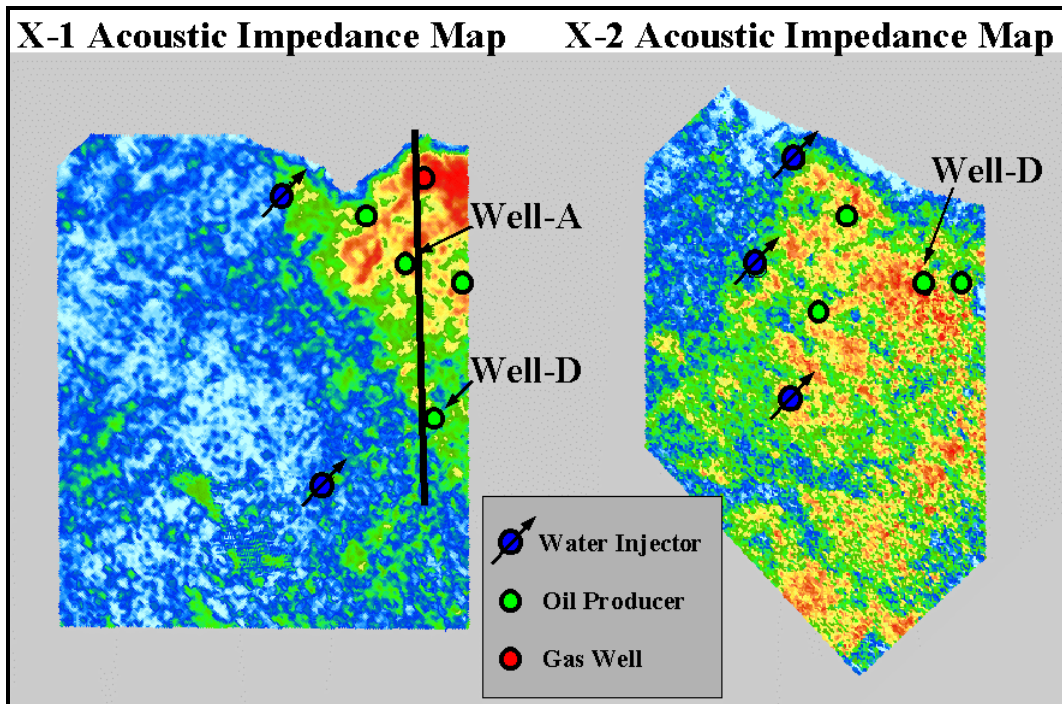 X-1 Acoustic Impedance Map
X-2 Acoustic Impedance Map
Well-A
Well-D
Well-D
Water Injector
Oil Producer
Gas Well